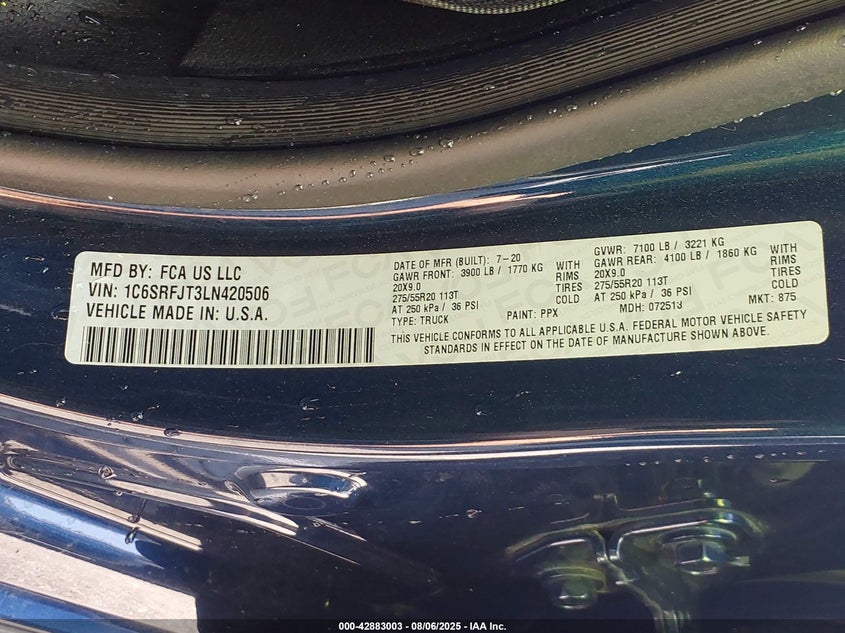 MFD BY: FCA US LLC
VIN: 1C6SRFJT3LN420506
VEHICLE MADE IN: U.S.A.
DATE OF MFR (BUILT): 7-20
GAWR FRONT: 3900 LB / 1770 KG WITH
20X9.0 RIMS
275/55R20 113T TIRES
AT 250 kPa / 36 PSI COLD
TYPE: TRUCK PAINT: PPX
GVWR: 7100 LB / 3221 KG
GAWR REAR: 4100 LB / 1860 KG WITH
20X9.0 RIMS
275/55R20 113T TIRES
AT 250 kPa / 36 PSI COLD
MDH: 072513 MKT: 875
THIS VEHICLE CONFORMS TO ALL APPLICABLE U.S.A. FEDERAL MOTOR VEHICLE SAFETY
STANDARDS IN EFFECT ON THE DATE OF MANUFACTURE SHOWN ABOVE.
000-42883003 - 08/06/2025 - IAA Inc.